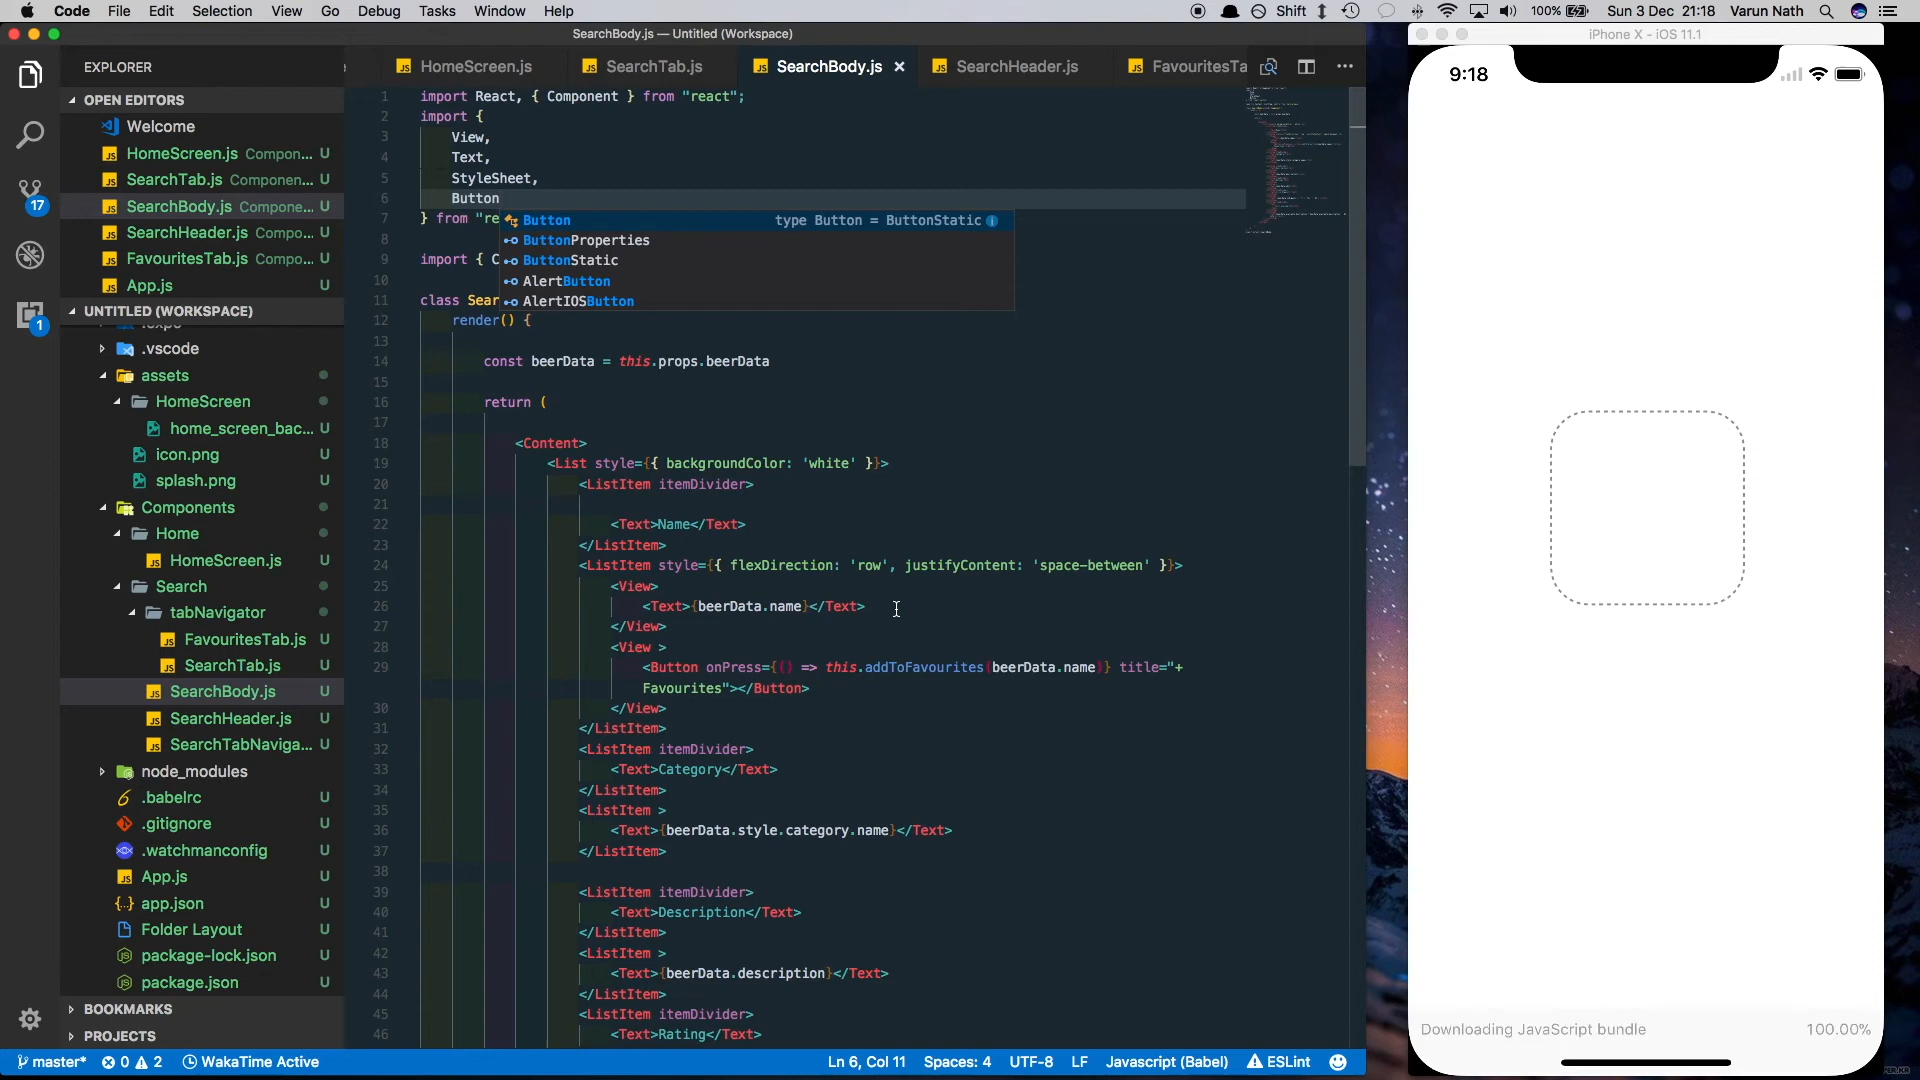 Code File Edit Selection View Go Debug Tasks Window Help Shift 100% Sun 3 Dec 21:18 Varun Nath
SearchBody.js — Untitled (Workspace)
iPhone X - iOS 11.1
EXPLORER
OPEN EDITORS
Welcome
HomeScreen.js Compon... U
SearchTab.js Componen... U
SearchBody.js Compone... U
SearchHeader.js Compo... U
FavouritesTab.js Compo... U
App.js U
UNTITLED (WORKSPACE)
.expo
.vscode
assets
HomeScreen
home_screen_bac... U
icon.png U
splash.png U
Components
Home
HomeScreen.js U
Search
tabNavigator
FavouritesTab.js U
SearchTab.js U
SearchBody.js U
SearchHeader.js U
SearchTabNaviga... U
node_modules
.babelrc U
.gitignore U
.watchmanconfig U
App.js U
app.json U
Folder Layout U
package-lock.json U
package.json U
BOOKMARKS
PROJECTS
17
1
HomeScreen.js SearchTab.js SearchBody.js SearchHeader.js FavouritesTa
1 import React, { Component } from "react";
2 import {
3 View,
4 Text,
5 StyleSheet,
6 Button
7 } from "re
8
9 import { C
10
11 class Sear
12 render() {
13
14 const beerData = this.props.beerData
15
16 return (
17
18 <Content>
19 <List style={{ backgroundColor: 'white' }}>
20 <ListItem itemDivider>
21
22 <Text>Name</Text>
23 </ListItem>
24 <ListItem style={{ flexDirection: 'row', justifyContent: 'space-between' }}>
25 <View>
26 <Text>{beerData.name}</Text>
27 </View>
28 <View >
29 <Button onPress={() => this.addToFavourites(beerData.name)} title="+
Favourites"></Button>
30 </View>
31 </ListItem>
32 <ListItem itemDivider>
33 <Text>Category</Text>
34 </ListItem>
35 <ListItem >
36 <Text>{beerData.style.category.name}</Text>
37 </ListItem>
38
39 <ListItem itemDivider>
40 <Text>Description</Text>
41 </ListItem>
42 <ListItem >
43 <Text>{beerData.description}</Text>
44 </ListItem>
45 <ListItem itemDivider>
46 <Text>Rating</Text>
Button type Button = ButtonStatic
ButtonProperties
ButtonStatic
AlertButton
AlertIOSButton
9:18
Downloading JavaScript bundle 100.00%
master* 0 2 WakaTime Active Ln 6, Col 11 Spaces: 4 UTF-8 LF Javascript (Babel) ESLint